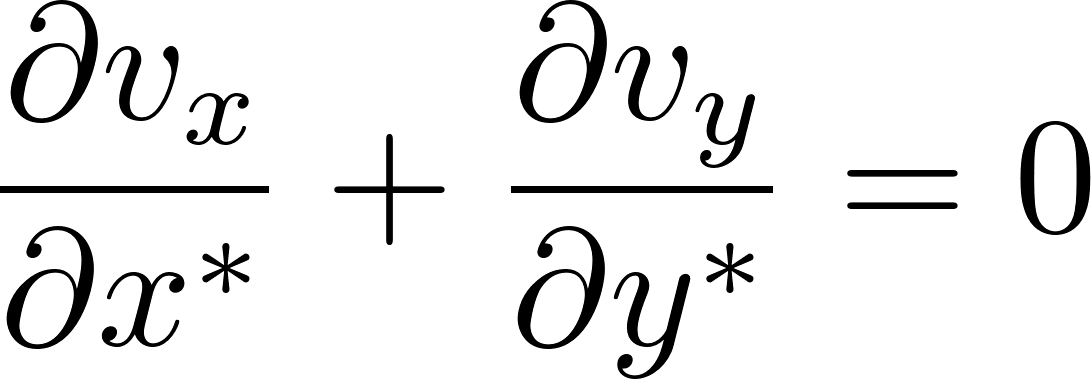 ∂v_x/∂x* + ∂v_y/∂y* = 0